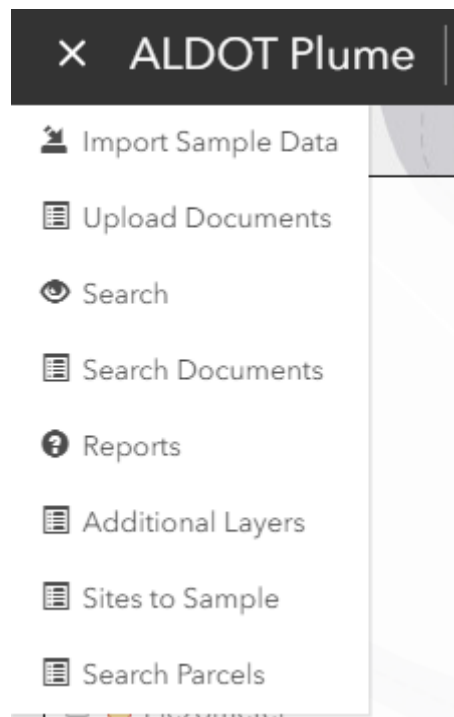 ALDOT Plume
Import Sample Data
Upload Documents
Search
Search Documents
Reports
Additional Layers
Sites to Sample
Search Parcels